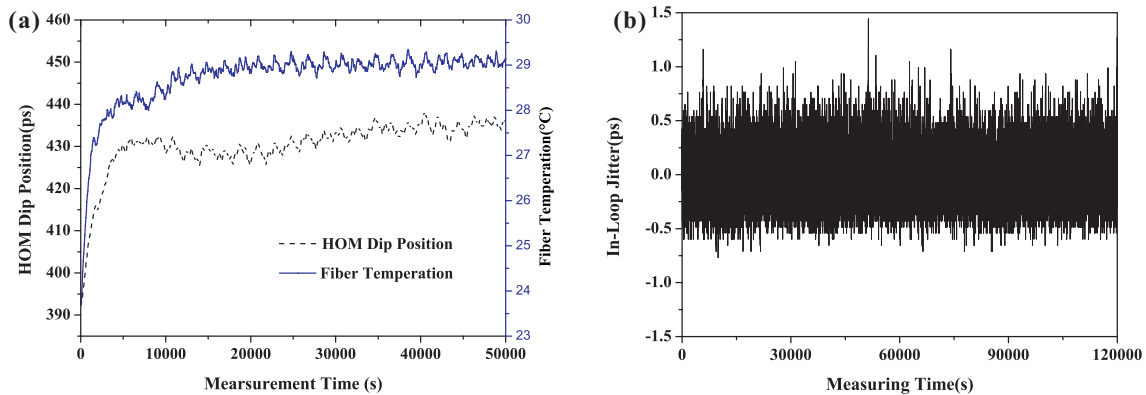 (a)
460
450
440
430
420
410
400
390
HOM Dip Position(ps)
30
29
28
27
26
25
24
23
Fiber Temperation(°C)
HOM Dip Position
Fiber Temperation
0 10000 20000 30000 40000 50000
Mearsurement Time (s)
(b)
1.5
1.0
0.5
0.0
-0.5
-1.0
-1.5
In-Loop Jitter(ps)
0 30000 60000 90000 120000
Measuring Time(s)